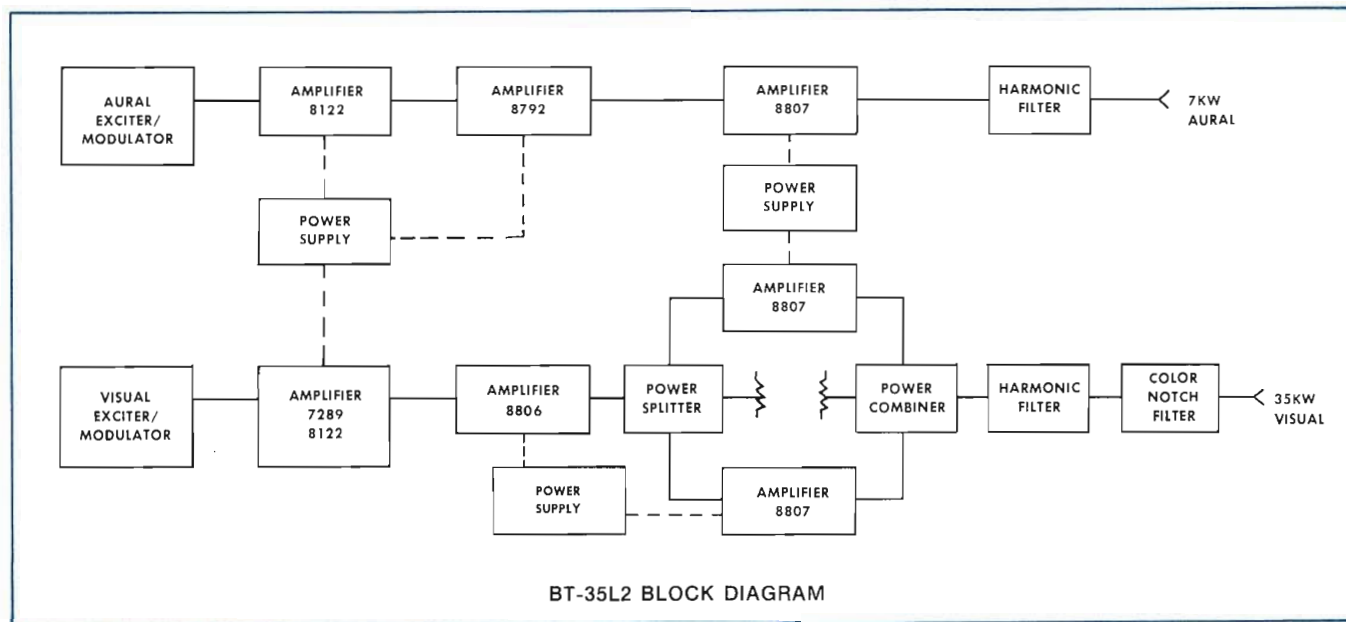 AURAL
EXCITER/
MODULATOR
AMPLIFIER
8122
AMPLIFIER
8792
AMPLIFIER
8807
HARMONIC
FILTER
7KW
AURAL
POWER
SUPPLY
POWER
SUPPLY
AMPLIFIER
8807
VISUAL
EXCITER/
MODULATOR
AMPLIFIER
7289
8122
AMPLIFIER
8806
POWER
SPLITTER
POWER
COMBINER
HARMONIC
FILTER
COLOR
NOTCH
FILTER
35KW
VISUAL
POWER
SUPPLY
AMPLIFIER
8807
BT-35L2 BLOCK DIAGRAM